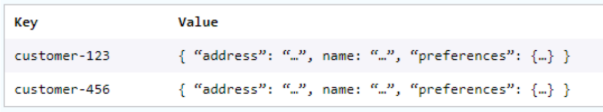 Key Value
customer-123 { “address”: “…”, name: “…”, “preferences”: {…} }
customer-456 { “address”: “…”, name: “…”, “preferences”: {…} }